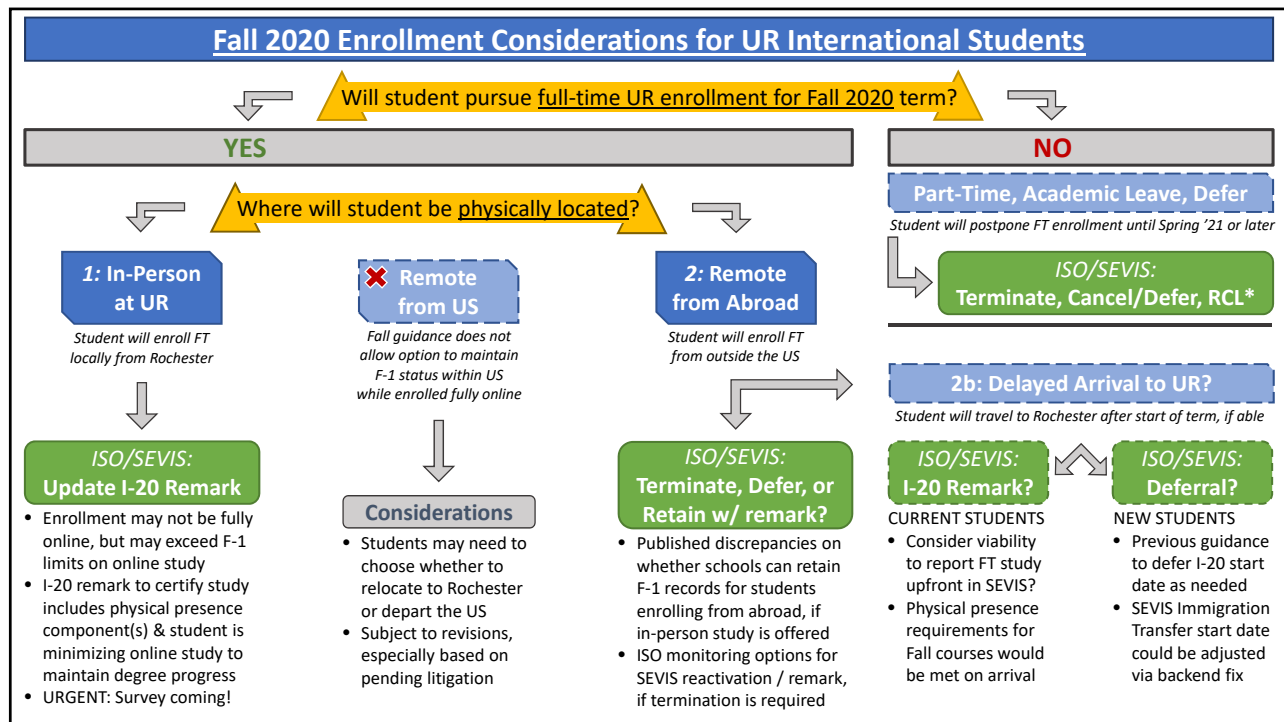 Fall 2020 Enrollment Considerations for UR International Students
Will student pursue full-time UR enrollment for Fall 2020 term?
YES
NO
Where will student be physically located?
1: In-Person
at UR
Student will enroll FT
locally from Rochester
ISO/SEVIS:
Update I-20 Remark
• Enrollment may not be fully
online, but may exceed F-1
limits on online study
• I-20 remark to certify study
includes physical presence
component(s) & student is
minimizing online study to
maintain degree progress
• URGENT: Survey coming!
Remote
from US
Fall guidance does not
allow option to maintain
F-1 status within US
while enrolled fully online
Considerations
• Students may need to
choose whether to
relocate to Rochester
or depart the US
• Subject to revisions,
especially based on
pending litigation
2: Remote
from Abroad
Student will enroll FT
from outside the US
ISO/SEVIS:
Terminate, Defer, or
Retain w/ remark?
• Published discrepancies on
whether schools can retain
F-1 records for students
enrolling from abroad, if
in-person study is offered
• ISO monitoring options for
SEVIS reactivation / remark,
if termination is required
Part-Time, Academic Leave, Defer
Student will postpone FT enrollment until Spring ’21 or later
ISO/SEVIS:
Terminate, Cancel/Defer, RCL*
2b: Delayed Arrival to UR?
Student will travel to Rochester after start of term, if able
ISO/SEVIS:
I-20 Remark?
CURRENT STUDENTS
• Consider viability
to report FT study
upfront in SEVIS?
• Physical presence
requirements for
Fall courses would
be met on arrival
ISO/SEVIS:
Deferral?
NEW STUDENTS
• Previous guidance
to defer I-20 start
date as needed
• SEVIS Immigration
Transfer start date
could be adjusted
via backend fix